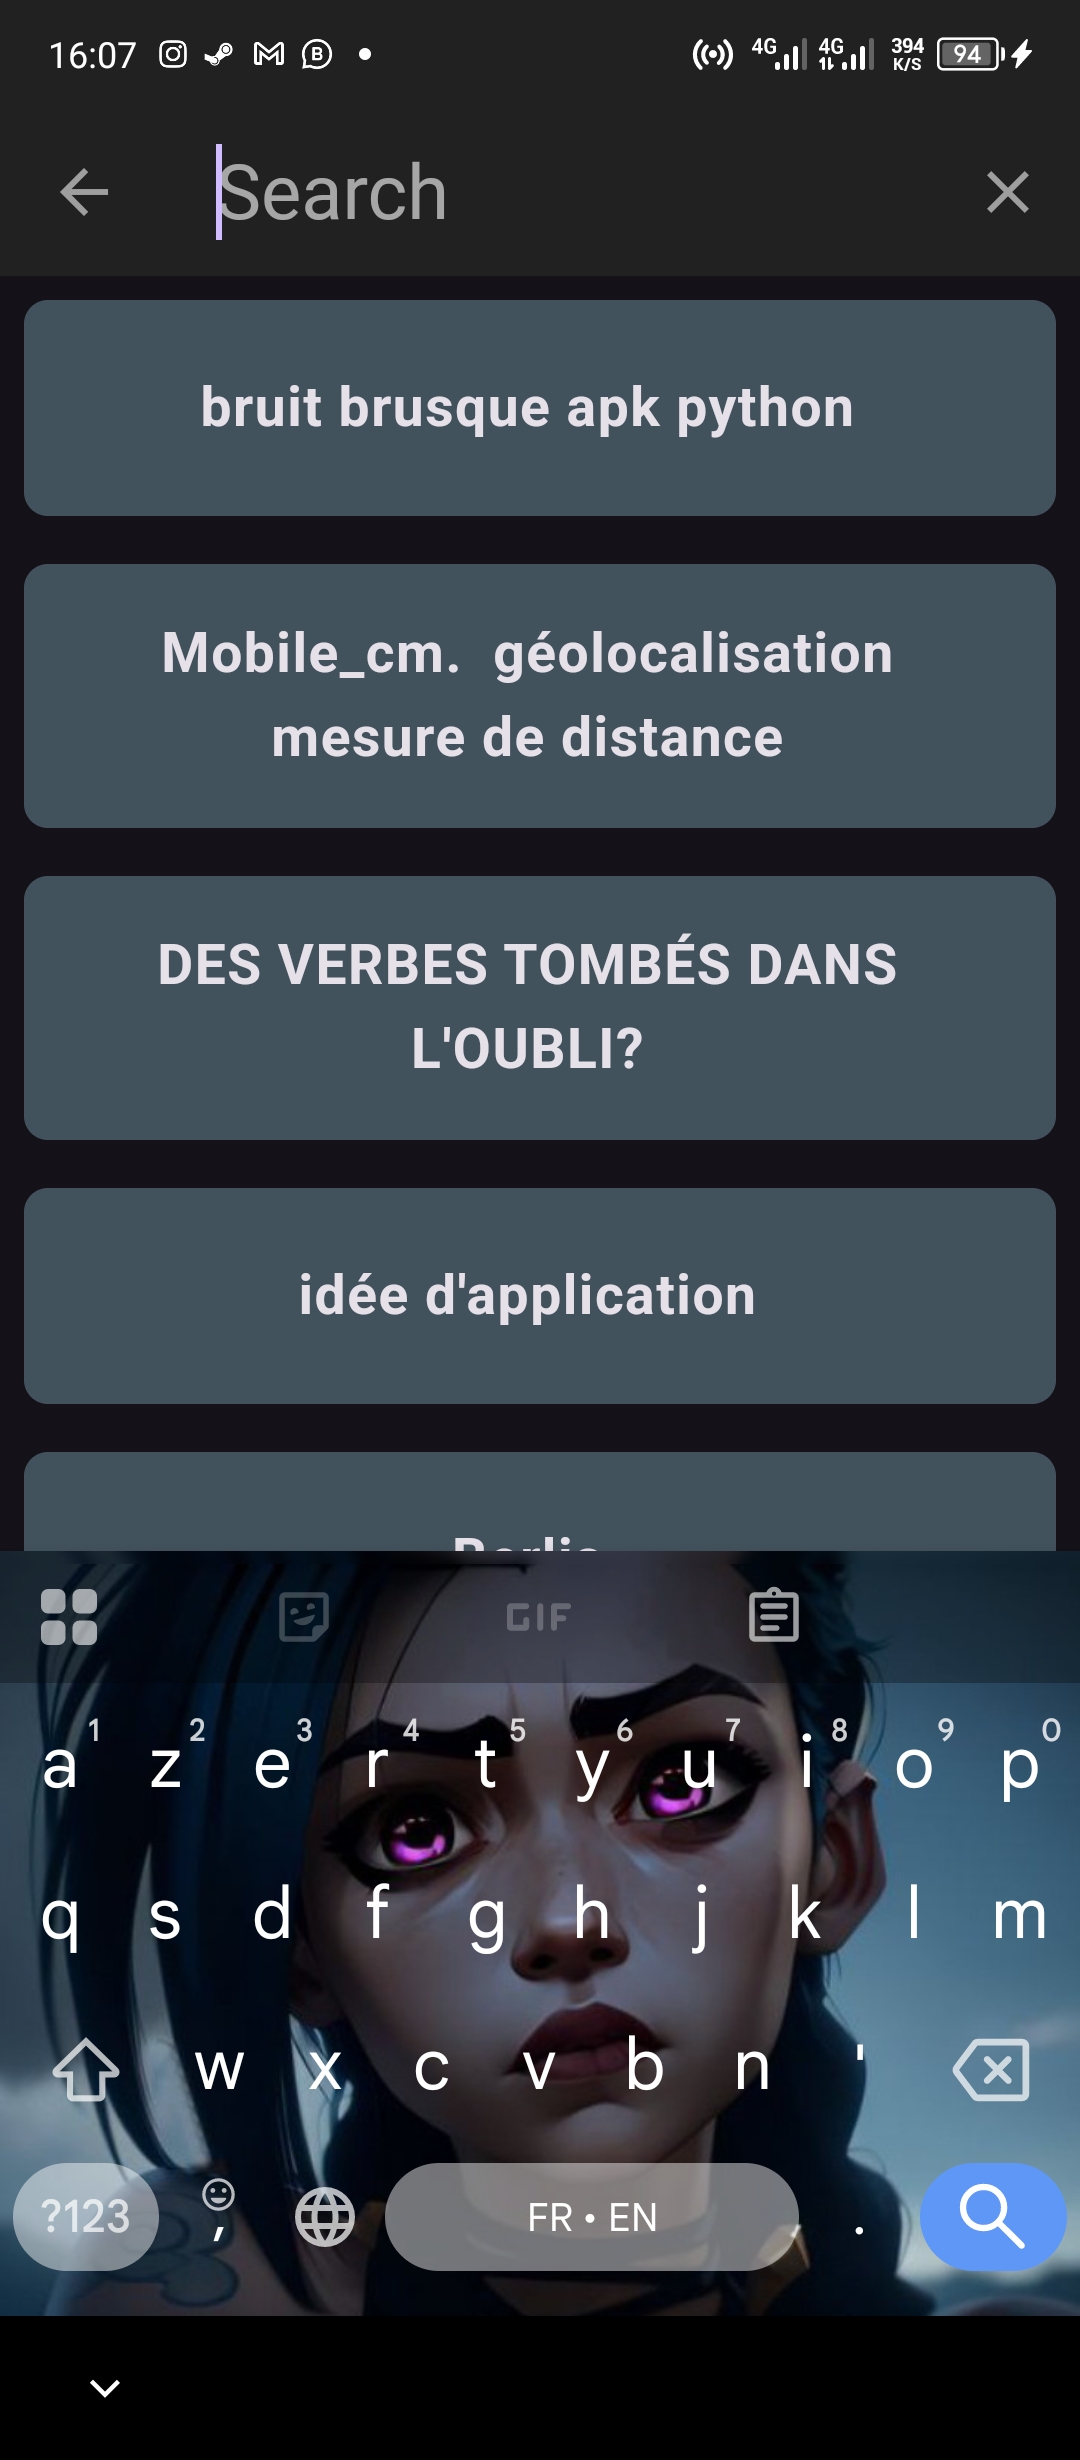 16:07
4G 4G 394 K/S 94
Search
bruit brusque apk python
Mobile_cm.  géolocalisation
mesure de distance
DES VERBES TOMBÉS DANS
L'OUBLI?
idée d'application
GIF
1 2 3 4 5 6 7 8 9 0
a z e r t y u i o p
q s d f g h j k l m
w x c v b n '
?123 , FR • EN .